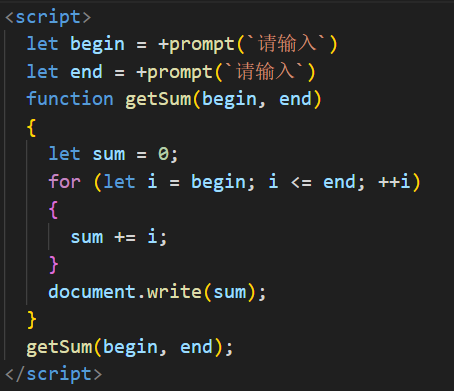 <script>
let begin = +prompt(`请输入`)
let end = +prompt(`请输入`)
function getSum(begin, end)
{
let sum = 0;
for (let i = begin; i <= end; ++i)
{
sum += i;
}
document.write(sum);
}
getSum(begin, end);
</script>